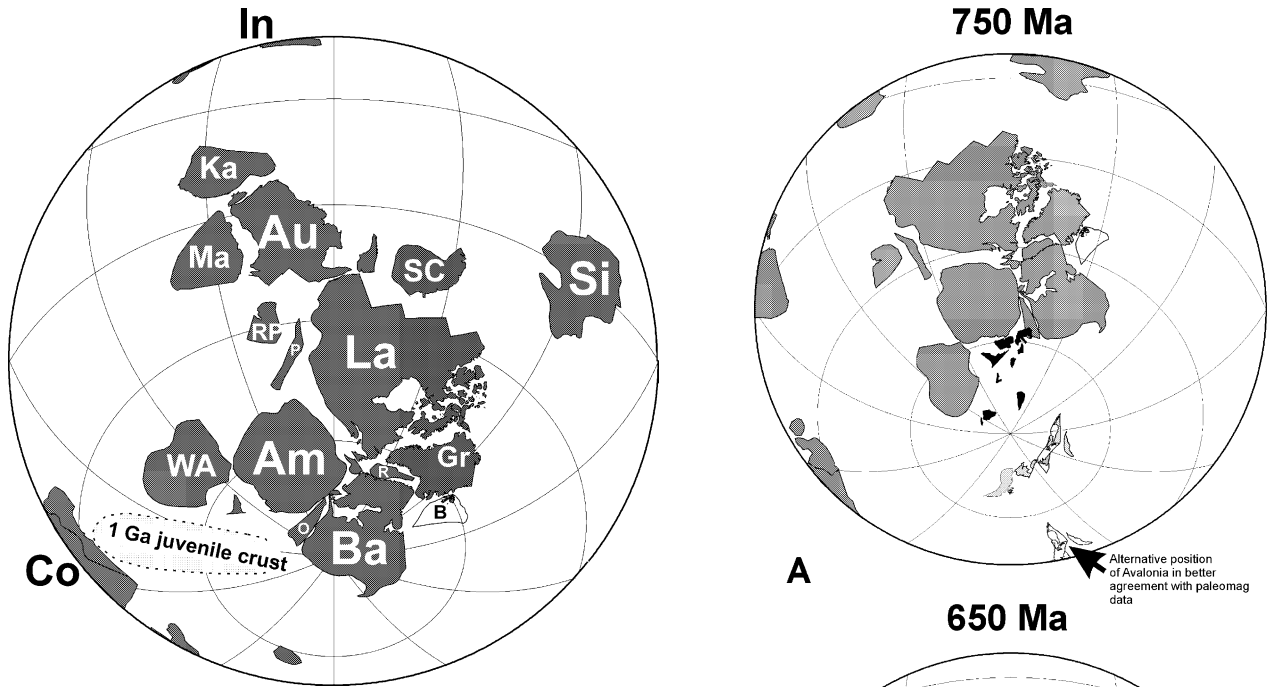 In
Ka
Au
Ma
SC
Si
RP
P
La
WA
Am
R
Gr
B
O
Ba
1 Ga juvenile crust
Co
750 Ma
A
Alternative position
of Avalonia in better
agreement with paleomag
data
650 Ma